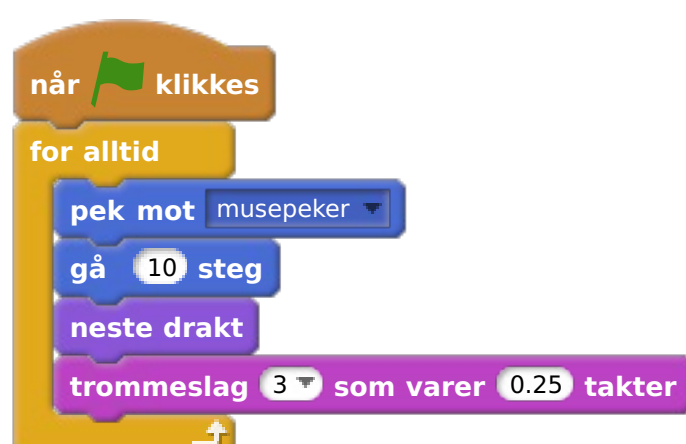 når klikkes
for alltid
pek mot musepeker
gå 10 steg
neste drakt
trommeslag 3 som varer 0.25 takter